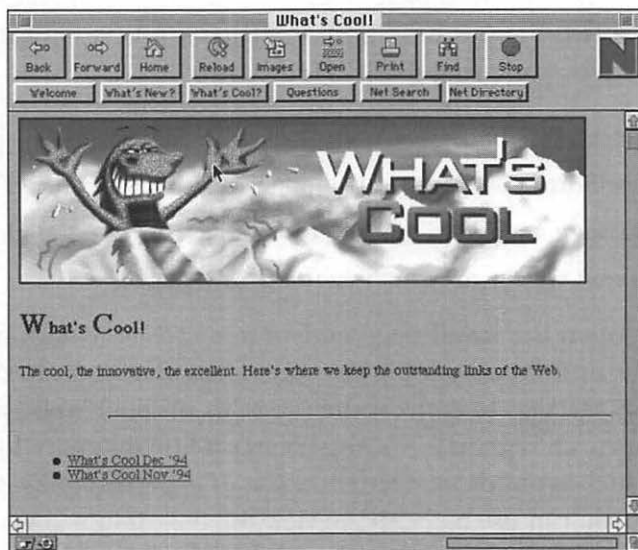 What's Cool!
Back Forward Home Reload Images Open Print Find Stop
N
Welcome What's New? What's Cool? Questions Net Search Net Directory
WHAT'S
COOL
What's Cool!
The cool, the innovative, the excellent. Here's where we keep the outstanding links of the Web.
What's Cool Dec '94
What's Cool Nov '94